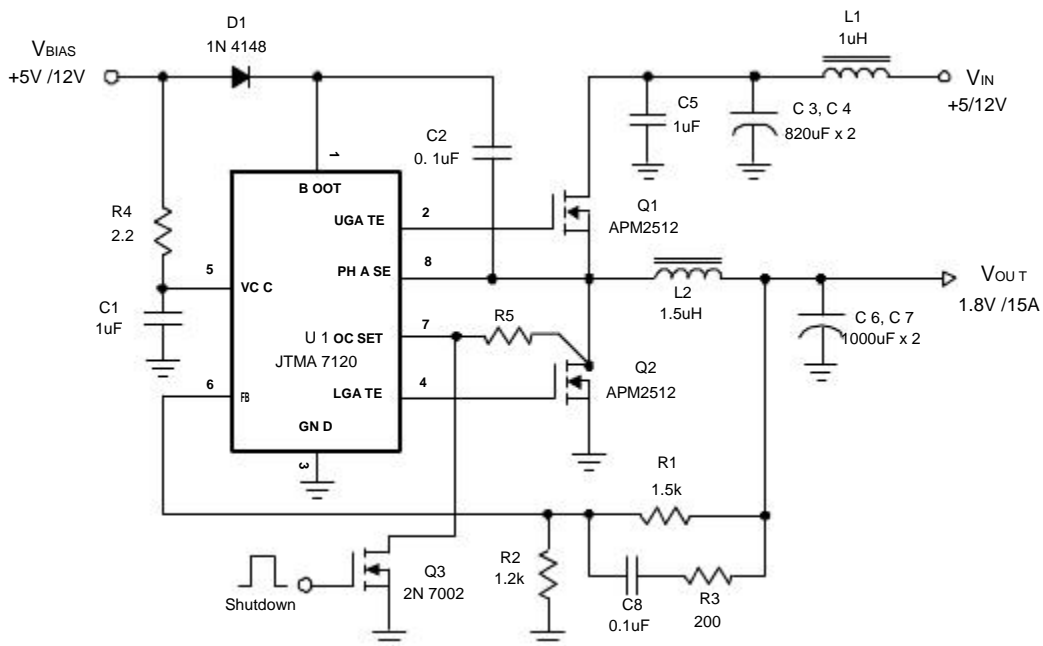 D1
1N 4148
VBIAS
+5V /12V
L1
1uH
VIN
+5/12V
C5
1uF
C 3, C 4
820uF x 2
C2
0. 1uF
1
B OOT
R4
2.2
UGA TE
2
Q1
APM2512
5
VC C
PH A SE
8
L2
1.5uH
VOU T
1.8V /15A
C1
1uF
U 1 OC SET
7
R5
JTMA 7120
C 6, C 7
1000uF x 2
6
FB
LGA TE
4
Q2
APM2512
GN D
3
R1
1.5k
Shutdown
Q3
2N 7002
R2
1.2k
C8
0.1uF
R3
200